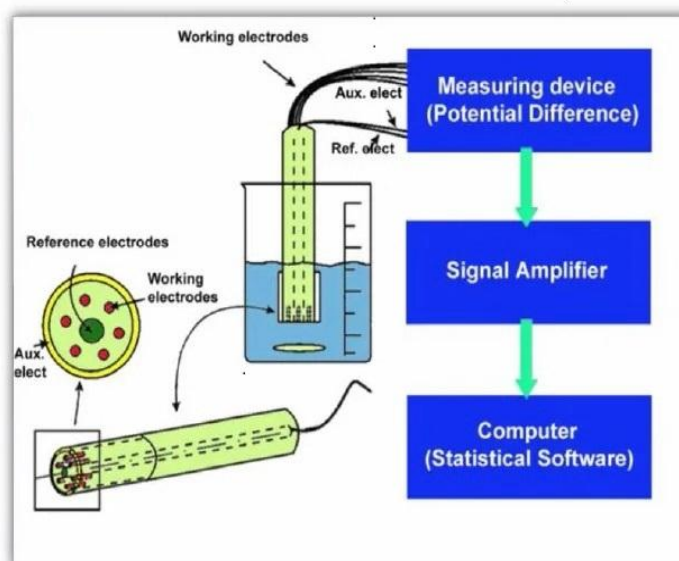 Working electrodes
Aux. elect
Ref. elect
Measuring device
(Potential Difference)
Signal Amplifier
Computer
(Statistical Software)
Reference electrodes
Working
electrodes
Aux.
elect